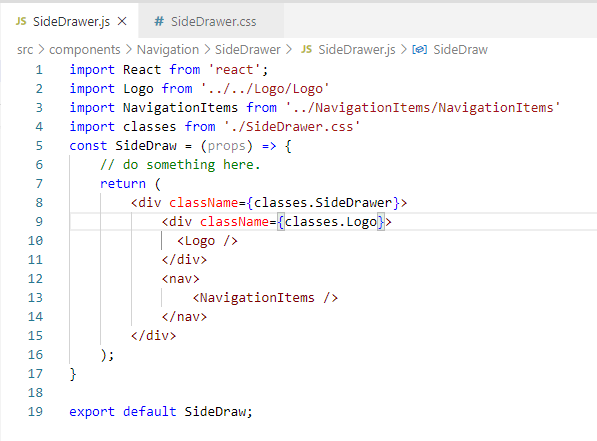 JS SideDrawer.js × # SideDrawer.css
src > components > Navigation > SideDrawer > JS SideDrawer.js > SideDraw
1 import React from 'react';
2 import Logo from '../../Logo/Logo'
3 import NavigationItems from '../NavigationItems/NavigationItems'
4 import classes from './SideDrawer.css'
5 const SideDraw = (props) => {
6 // do something here.
7 return (
8 <div className={classes.SideDrawer}>
9 <div className={classes.Logo}>
10 <Logo />
11 </div>
12 <nav>
13 <NavigationItems />
14 </nav>
15 </div>
16 );
17 }
18
19 export default SideDraw;